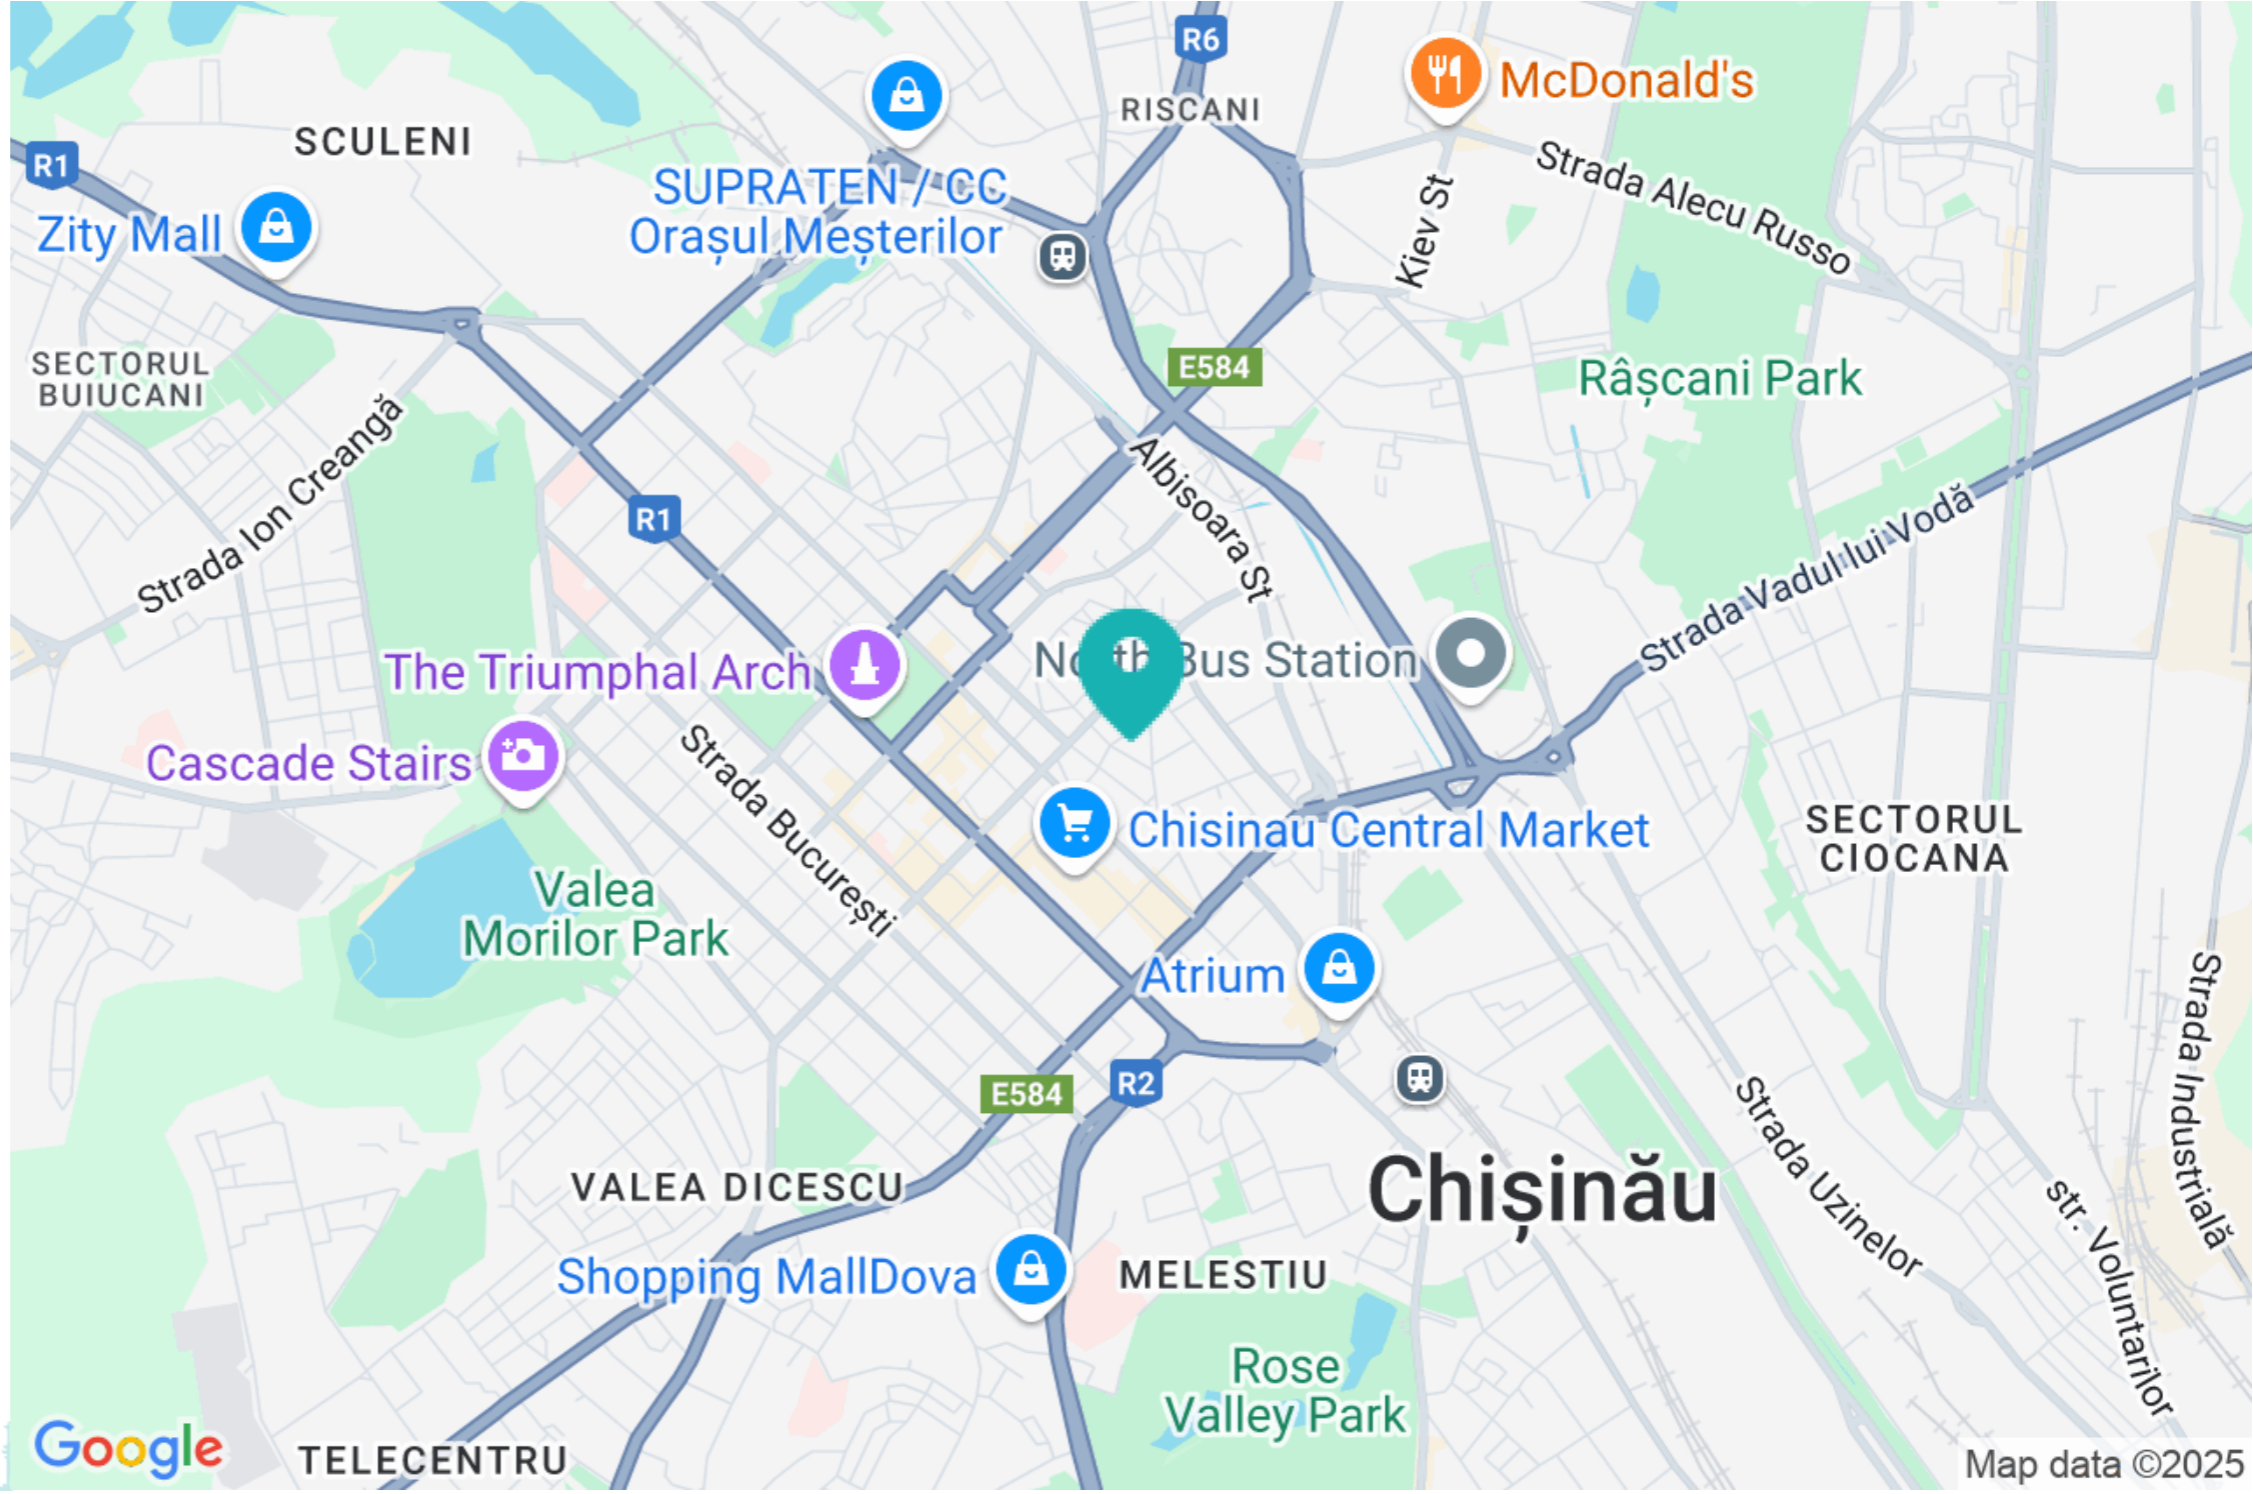 R6
McDonald's
RISCANI
SCULENI
R1
Strada Alecu Russo
SUPRATEN / CC
Orașul Meșterilor
Zity Mall
Kiev St
E584
SECTORUL
BUIUCANI
Râșcani Park
Strada Ion Creangă
Albisoara St
R1
Strada Vadul lui Vodă
North Bus Station
The Triumphal Arch
Cascade Stairs
Strada București
Chisinau Central Market
SECTORUL
CIOCANA
Valea
Morilor Park
Atrium
Strada Industrială
E584
R2
Strada Uzinelor
VALEA DICESCU
Chișinău
str. Voluntarilor
Shopping MallDova
MELESTIU
Rose
Valley Park
Google
TELECENTRU
Map data ©2025